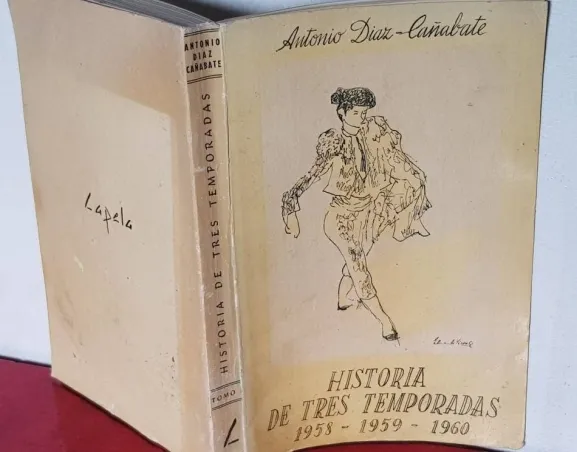 Lapela
ANTONIO
DIAZ
CAÑABATE
HISTORIA DE TRES TEMPORADAS
TOMO
Antonio Diaz-Cañabate
HISTORIA
DE TRES TEMPORADAS
1958 - 1959 - 1960